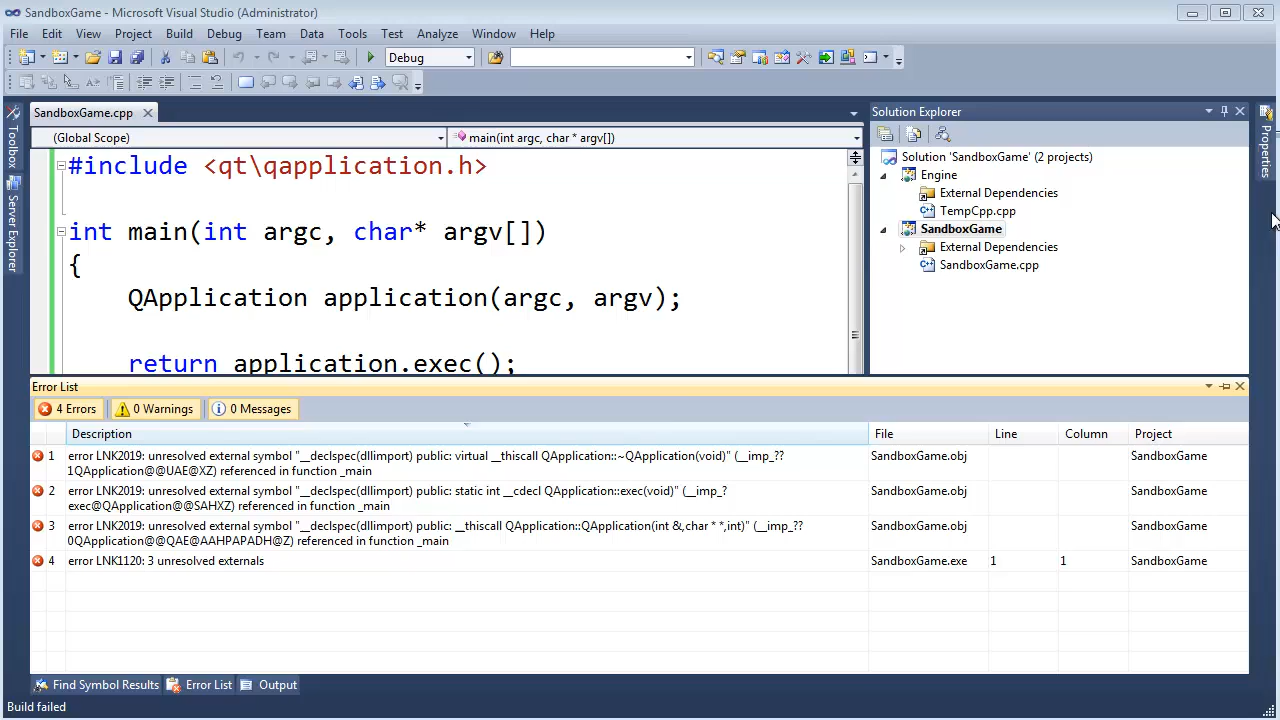 SandboxGame - Microsoft Visual Studio (Administrator)
File Edit View Project Build Debug Team Data Tools Test Analyze Window Help
Debug
SandboxGame.cpp
(Global Scope) main(int argc, char * argv[])
#include <qt\qapplication.h>
int main(int argc, char* argv[])
{
QApplication application(argc, argv);
return application.exec();
Toolbox
Server Explorer
Solution Explorer
Solution 'SandboxGame' (2 projects)
Engine
External Dependencies
TempCpp.cpp
SandboxGame
External Dependencies
SandboxGame.cpp
Properties
Error List
4 Errors 0 Warnings 0 Messages
Description File Line Column Project
1 error LNK2019: unresolved external symbol "__declspec(dllimport) public: virtual __thiscall QApplication::~QApplication(void)" (__imp_?? SandboxGame.obj SandboxGame
1QApplication@@UAE@XZ) referenced in function _main
2 error LNK2019: unresolved external symbol "__declspec(dllimport) public: static int __cdecl QApplication::exec(void)" (__imp_? SandboxGame.obj SandboxGame
exec@QApplication@@SAHXZ) referenced in function _main
3 error LNK2019: unresolved external symbol "__declspec(dllimport) public: __thiscall QApplication::QApplication(int &,char * *,int)" (__imp_?? SandboxGame.obj SandboxGame
0QApplication@@QAE@AAHPAPADH@Z) referenced in function _main
4 error LNK1120: 3 unresolved externals SandboxGame.exe 1 1 SandboxGame
Find Symbol Results Error List Output
Build failed